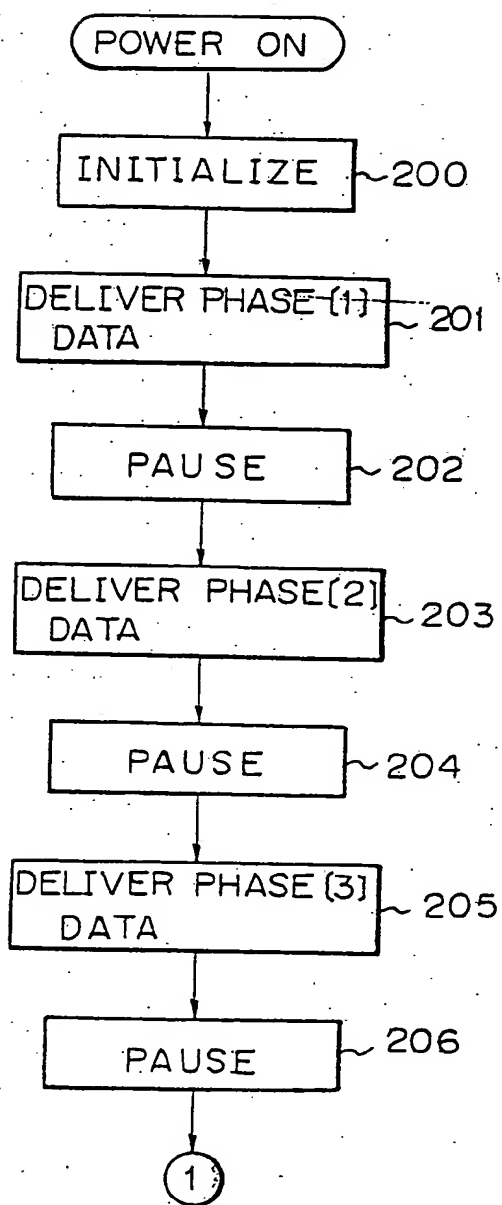 POWER ON
INITIALIZE ~200
DELIVER PHASE[1]
DATA ~201
PAUSE ~202
DELIVER PHASE[2]
DATA ~203
PAUSE ~204
DELIVER PHASE[3]
DATA ~205
PAUSE ~206
1